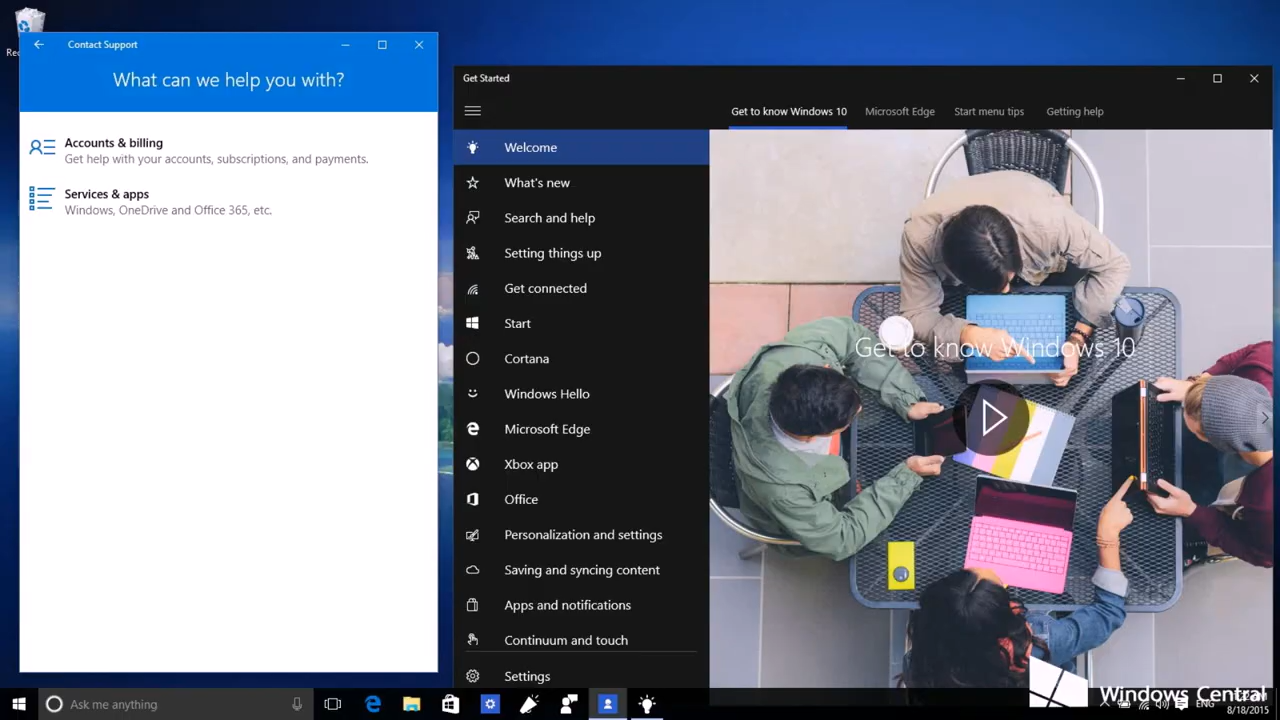 Contact Support
What can we help you with?
Accounts & billing
Get help with your accounts, subscriptions, and payments.
Services & apps
Windows, OneDrive and Office 365, etc.
Get Started
Get to know Windows 10
Microsoft Edge
Start menu tips
Getting help
Welcome
What's new
Search and help
Setting things up
Get connected
Start
Cortana
Windows Hello
Microsoft Edge
Xbox app
Office
Personalization and settings
Saving and syncing content
Apps and notifications
Continuum and touch
Settings
Get to know Windows 10
Ask me anything
Windows Central
ENG
8/18/2015